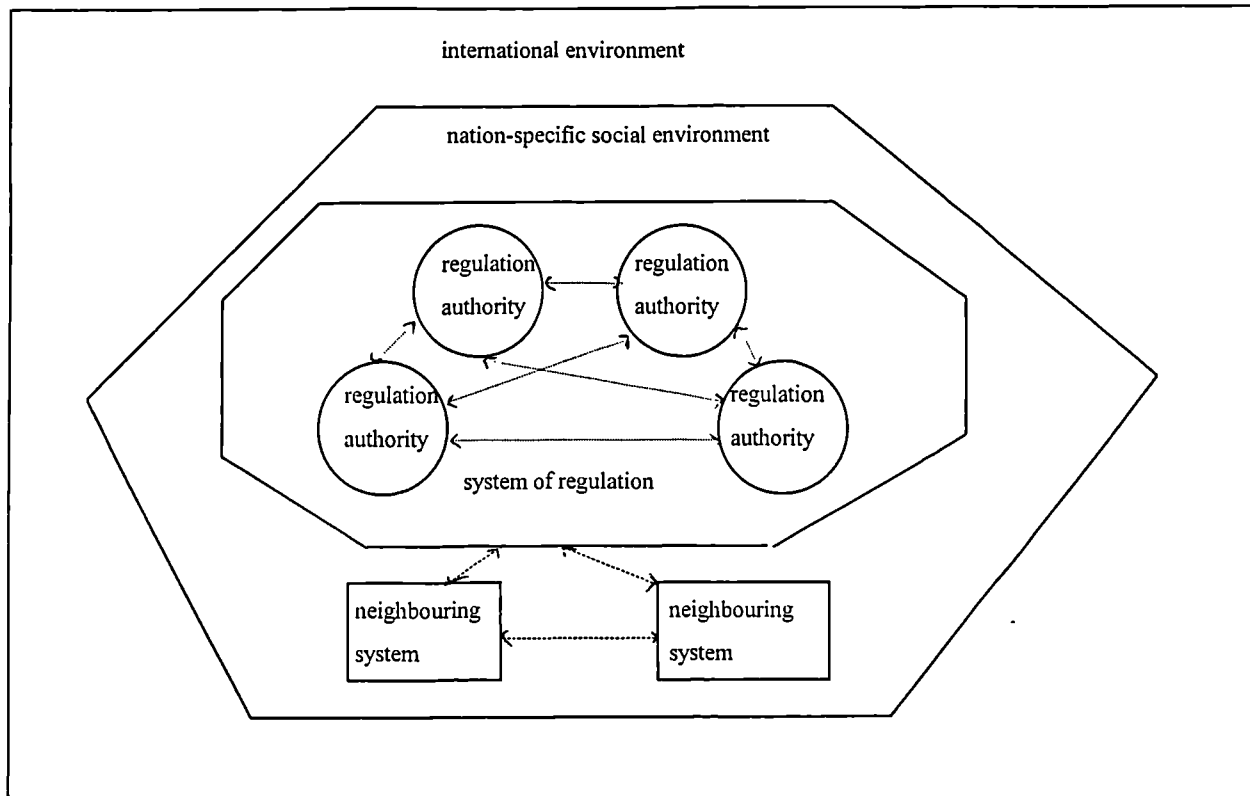 international environment
nation-specific social environment
regulation
authority
regulation
authority
regulation
authority
regulation
authority
system of regulation
neighbouring
system
neighbouring
system